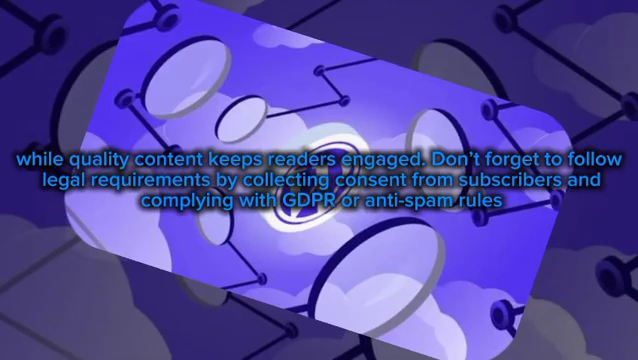 while quality content keeps readers engaged. Don't forget to follow
legal requirements by collecting consent from subscribers and
complying with GDPR or anti-spam rules